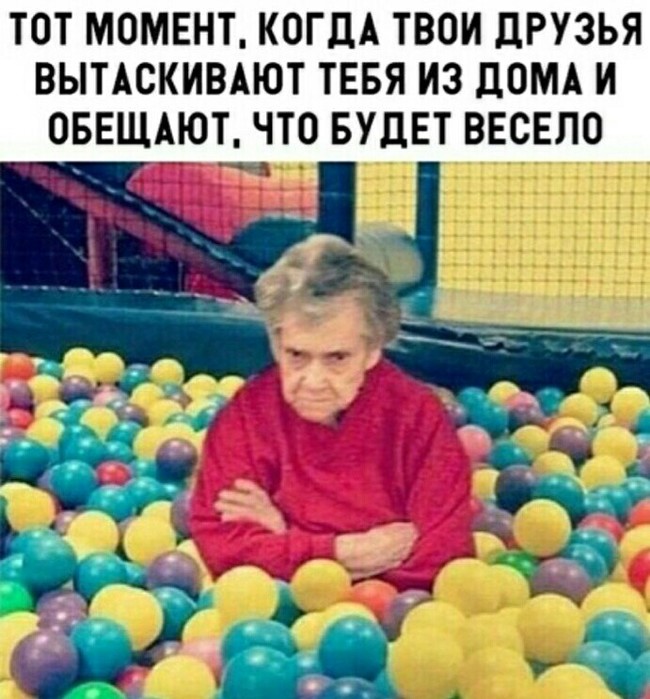 ТОТ МОМЕНТ, КОГДА ТВОИ ДРУЗЬЯ
ВЫТАСКИВАЮТ ТЕБЯ ИЗ ДОМА И
ОБЕЩАЮТ, ЧТО БУДЕТ ВЕСЕЛО